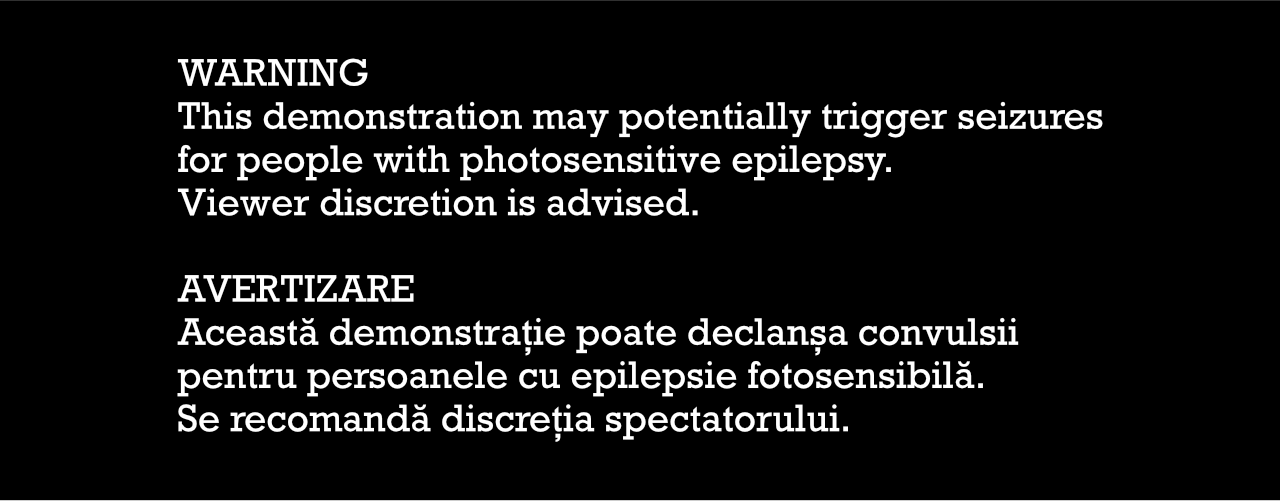 WARNING
This demonstration may potentially trigger seizures
for people with photosensitive epilepsy.
Viewer discretion is advised.
AVERTIZARE
Această demonstrație poate declanșa convulsii
pentru persoanele cu epilepsie fotosensibilă.
Se recomandă discreția spectatorului.